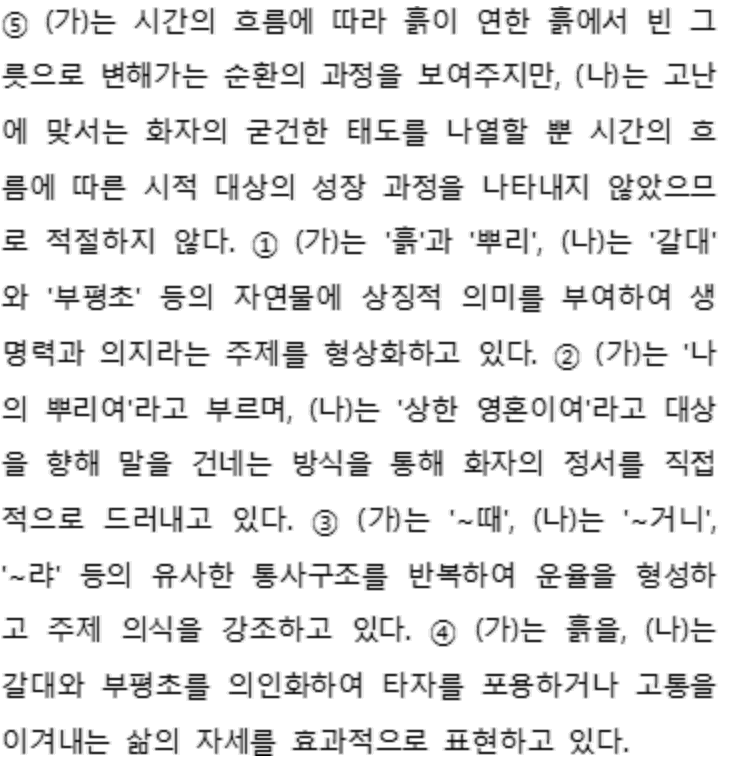 ⑤ (가)는 시간의 흐름에 따라 흙이 연한 흙에서 빈 그
릇으로 변해가는 순환의 과정을 보여주지만, (나)는 고난
에 맞서는 화자의 굳건한 태도를 나열할 뿐 시간의 흐
름에 따른 시적 대상의 성장 과정을 나타내지 않았으므
로 적절하지 않다. ① (가)는 '흙'과 '뿌리', (나)는 '갈대'
와 '부평초' 등의 자연물에 상징적 의미를 부여하여 생
명력과 의지라는 주제를 형상화하고 있다. ② (가)는 '나
의 뿌리여'라고 부르며, (나)는 '상한 영혼이여'라고 대상
을 향해 말을 건네는 방식을 통해 화자의 정서를 직접
적으로 드러내고 있다. ③ (가)는 '~때', (나)는 '~거니',
'~랴' 등의 유사한 통사구조를 반복하여 운율을 형성하
고 주제 의식을 강조하고 있다. ④ (가)는 흙을, (나)는
갈대와 부평초를 의인화하여 타자를 포용하거나 고통을
이겨내는 삶의 자세를 효과적으로 표현하고 있다.